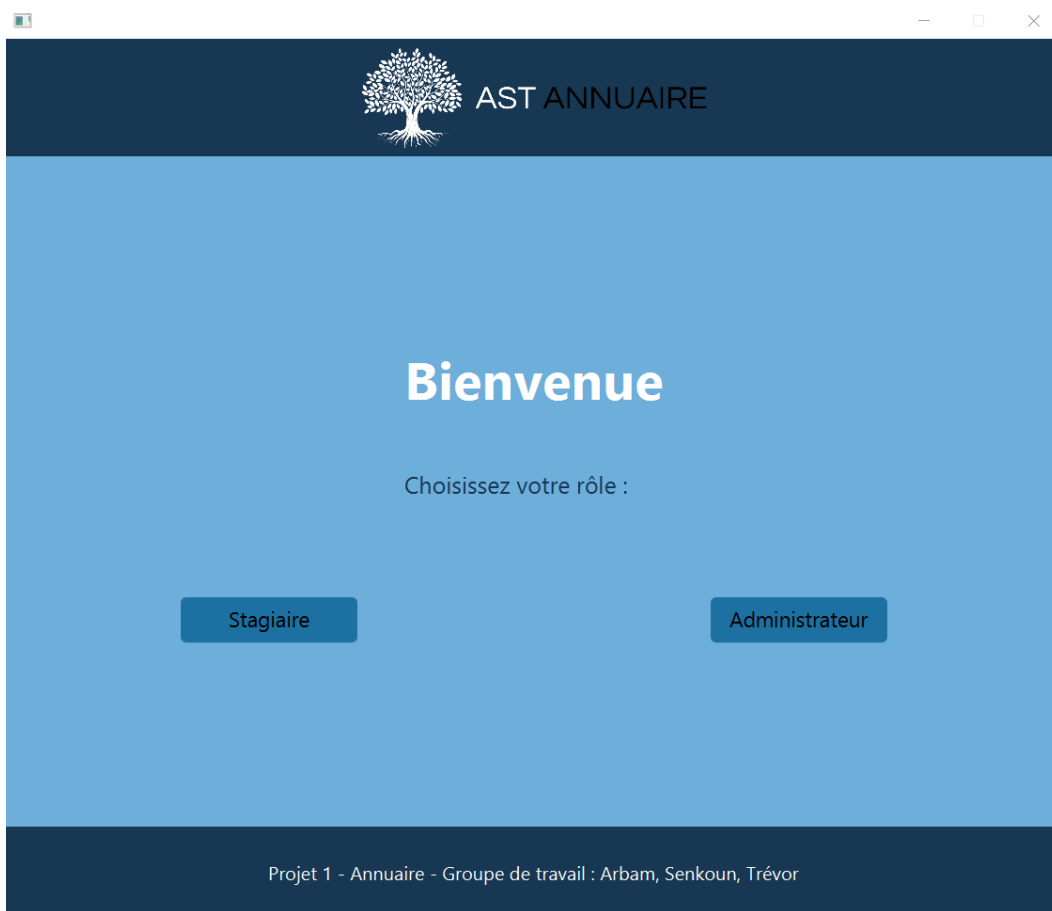 AST ANNUAIRE
Bienvenue
Choisissez votre rôle :
Stagiaire
Administrateur
Projet 1 - Annuaire - Groupe de travail : Arbam, Senkoun, Trévor